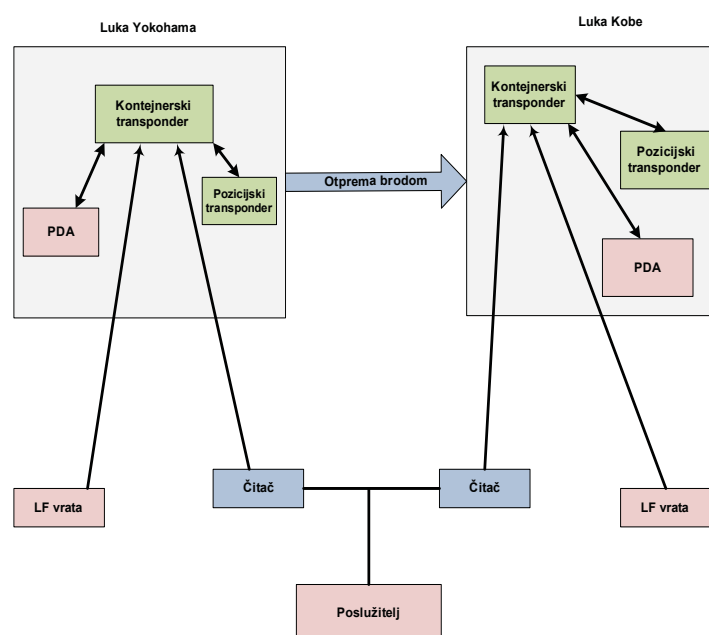 Luka Yokohama
Luka Kobe
Kontejnerski
transponder
Kontejnerski
transponder
Pozicijski
transponder
Otprema brodom
Pozicijski
transponder
PDA
PDA
LF vrata
Čitač
Čitač
LF vrata
Poslužitelj